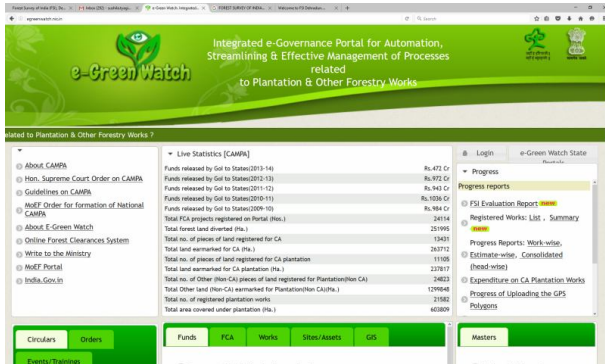 Forest Survey of India (FSI), De...
e-Green Watch Integrated...
FOREST SURVEY OF INDIA...
Welcome to FSI Dehradun
egreenwatch.nic.in
Search
e-Green Watch
Integrated e-Governance Portal for Automation,
Streamlining & Effective Management of Processes
related
to Plantation & Other Forestry Works
elated to Plantation & Other Forestry Works ?
About CAMPA
Hon. Supreme Court Order on CAMPA
Guidelines on CAMPA
MoEF Order for formation of National
CAMPA
About E-Green Watch
Online Forest Clearances System
Write to the Ministry
MoEF Portal
India.Gov.in
Live Statistics [CAMPA]
Funds released by GoI to States(2013-14) Rs.472 Cr
Funds released by GoI to States(2012-13) Rs.972 Cr
Funds released by GoI to States(2011-12) Rs.943 Cr
Funds released by GoI to States(2010-11) Rs.1036 Cr
Funds released by GoI to States(2009-10) Rs.984 Cr
Total FCA projects registered on Portal (Nos.) 24114
Total forest land diverted (Ha.) 251995
Total no. of pieces of land registered for CA 13431
Total land earmarked for CA (Ha.) 263712
Total no. of pieces of land registered for CA plantation 11105
Total land earmarked for CA plantation (Ha.) 237817
Total no. of Other (Non-CA) pieces of land registered for Plantation(Non CA) 24823
Total Other land (Non-CA) earmarked for Plantation(Non CA)(Ha.) 1299848
Total no. of registered plantation works 21582
Total area covered under plantation (Ha.) 603809
Login e-Green Watch State
Portals
Progress
Progress reports
FSI Evaluation Report new
Registered Works: List , Summary
new
Progress Reports: Work-wise,
Estimate-wise, Consolidated
(head-wise)
Expenditure on CA Plantation Works
Progress of Uploading the GPS
Polygons
Circulars Orders
Events/Trainings
Funds FCA Works Sites/Assets GIS
Masters